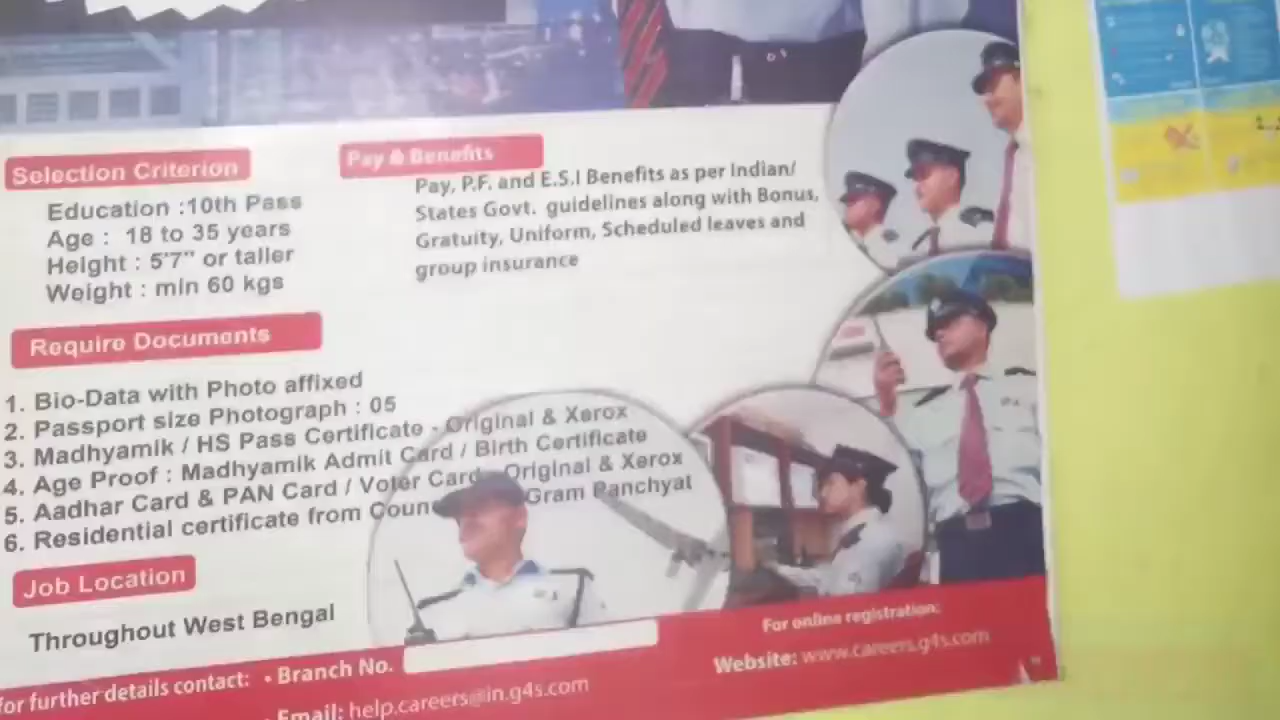 Selection Criterion
Education :10th Pass
Age : 18 to 35 years
Height : 5'7" or taller
Weight : min 60 kgs
Pay & Benefits
Pay, P.F. and E.S.I Benefits as per Indian/
States Govt. guidelines along with Bonus,
Gratuity, Uniform, Scheduled leaves and
group insurance
Require Documents
1. Bio-Data with Photo affixed
2. Passport size Photograph : 05
3. Madhyamik / HS Pass Certificate - Original & Xerox
4. Age Proof : Madhyamik Admit Card / Birth Certificate
5. Aadhar Card & PAN Card / Voter Card - Original & Xerox
6. Residential certificate from Gram Panchyat
Job Location
Throughout West Bengal
for further details contact: • Branch No.
• Email: help.careers@in.g4s.com
For online registration:
Website: www.careers.g4s.com